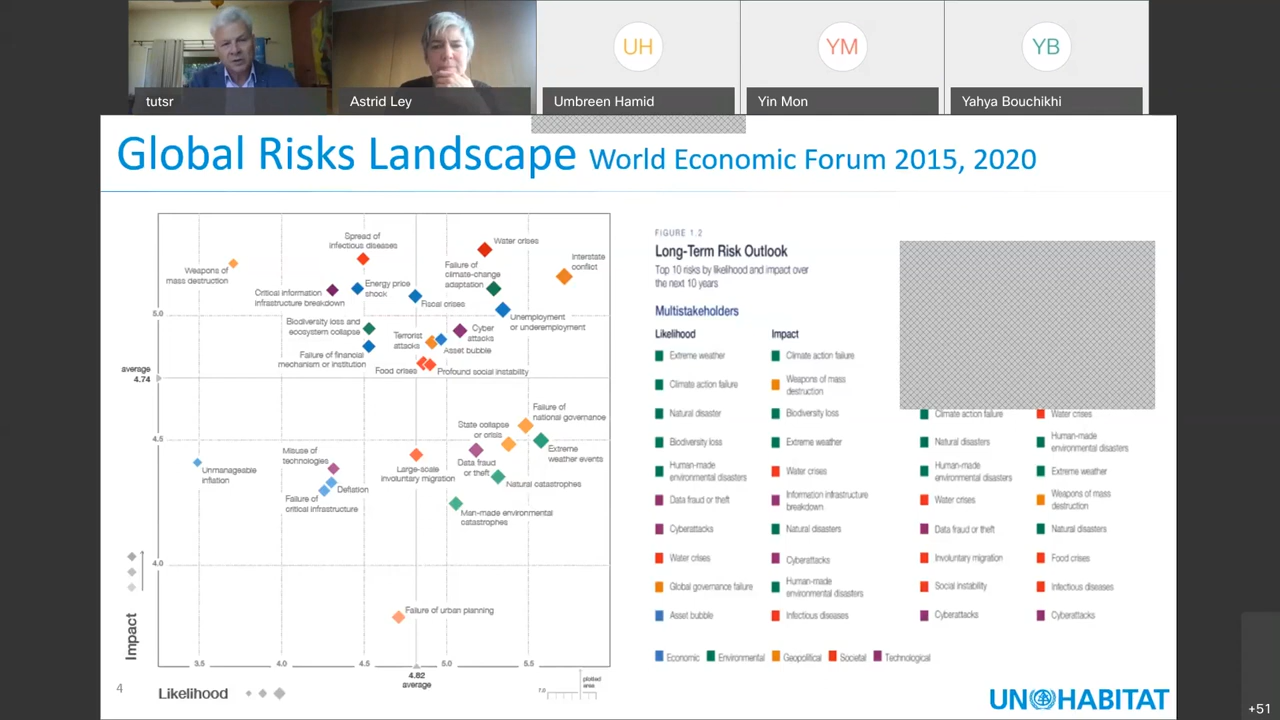 UH
YM
YB
tutsr
Astrid Ley
Umbreen Hamid
Yin Mon
Yahya Bouchikhi
Global Risks Landscape World Economic Forum 2015, 2020
Spread of
infectious diseases
Water crises
Interstate
conflict
Weapons of
mass destruction
Failure of
climate-change
adaptation
Critical information
infrastructure breakdown
Energy price
shock
Fiscal crises
5.0
Unemployment
or underemployment
Biodiversity loss and
ecosystem collapse
Terrorist
attacks
Cyber
attacks
Asset bubble
Failure of financial
mechanism or institution
Food crises
Profound social instability
average
4.74
Failure of
national governance
State collapse
or crisis
4.5
Extreme
weather events
Misuse of
technologies
Unmanageable
inflation
Large-scale
involuntary migration
Data fraud
or theft
Natural catastrophes
Deflation
Failure of
critical infrastructure
Man-made environmental
catastrophes
4.0
Failure of urban planning
Impact
3.5
4.0
4.5
5.0
5.5
4.82
average
plotted
area
Likelihood
4
FIGURE 1.2
Long-Term Risk Outlook
Top 10 risks by likelihood and impact over
the next 10 years
Multistakeholders
Likelihood
Extreme weather
Climate action failure
Natural disaster
Biodiversity loss
Human-made
environmental disasters
Data fraud or theft
Cyberattacks
Water crises
Global governance failure
Asset bubble
Impact
Climate action failure
Weapons of mass
destruction
Biodiversity loss
Extreme weather
Water crises
Information infrastructure
breakdown
Natural disasters
Cyberattacks
Human-made
environmental disasters
Infectious diseases
Climate action failure
Natural disasters
Human-made
environmental disasters
Water crises
Data fraud or theft
Involuntary migration
Social instability
Cyberattacks
Water crises
Human-made
environmental disasters
Extreme weather
Weapons of mass
destruction
Natural disasters
Food crises
Infectious diseases
Cyberattacks
Economic
Environmental
Geopolitical
Societal
Technological
UN HABITAT
+51